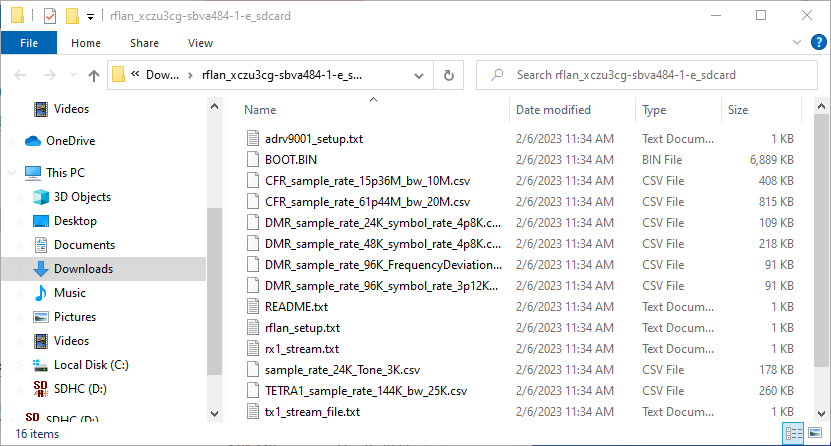 rflan_xczu3cg-sbva484-1-e_sdcard
File Home Share View
« Dow... › rflan_xczu3cg-sbva484-1-e_s... Search rflan_xczu3cg-sbva484-1-e_sdcard
Name Date modified Type Size
Videos
OneDrive
This PC
3D Objects
Desktop
Documents
Downloads
Music
Pictures
Videos
Local Disk (C:)
SDHC (D:)
SDHC (D:)
adrv9001_setup.txt 2/6/2023 11:34 AM Text Docum... 1 KB
BOOT.BIN 2/6/2023 11:34 AM BIN File 6,889 KB
CFR_sample_rate_15p36M_bw_10M.csv 2/6/2023 11:34 AM CSV File 408 KB
CFR_sample_rate_61p44M_bw_20M.csv 2/6/2023 11:34 AM CSV File 815 KB
DMR_sample_rate_24K_symbol_rate_4p8K.c... 2/6/2023 11:34 AM CSV File 109 KB
DMR_sample_rate_48K_symbol_rate_4p8K.c... 2/6/2023 11:34 AM CSV File 218 KB
DMR_sample_rate_96K_FrequencyDeviation... 2/6/2023 11:34 AM CSV File 91 KB
DMR_sample_rate_96K_symbol_rate_3p12K... 2/6/2023 11:34 AM CSV File 91 KB
README.txt 2/6/2023 11:34 AM Text Docum... 1 KB
rflan_setup.txt 2/6/2023 11:34 AM Text Docum... 1 KB
rx1_stream.txt 2/6/2023 11:34 AM Text Docum... 1 KB
sample_rate_24K_Tone_3K.csv 2/6/2023 11:34 AM CSV File 178 KB
TETRA1_sample_rate_144K_bw_25K.csv 2/6/2023 11:34 AM CSV File 260 KB
tx1_stream_file.txt 2/6/2023 11:34 AM Text Docum... 1 KB
16 items